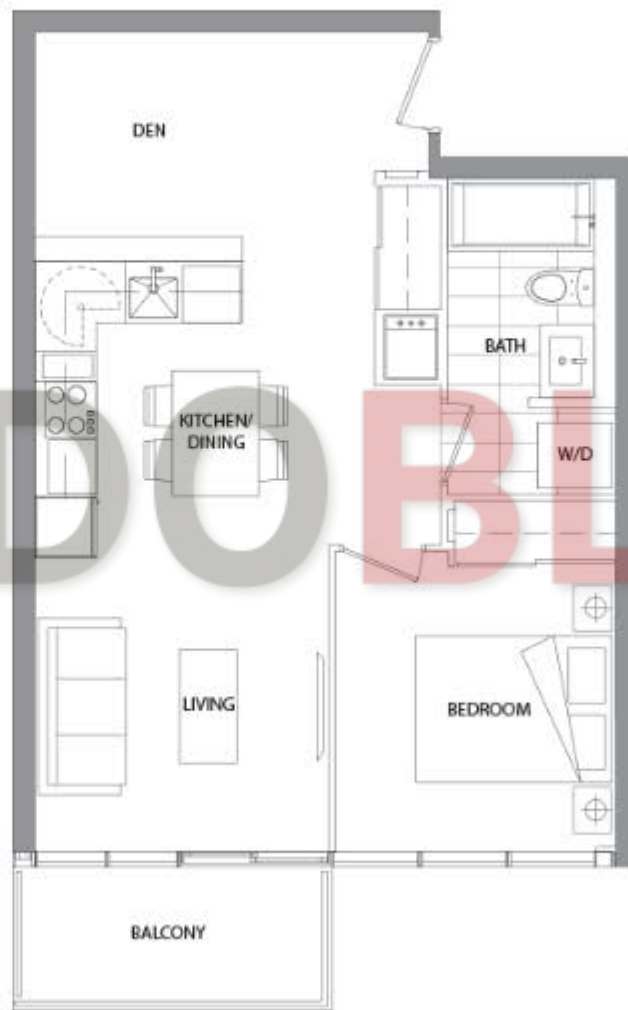 DEN
BATH
KITCHEN/
DINING
W/D
DOBL
LIVING
BEDROOM
BALCONY